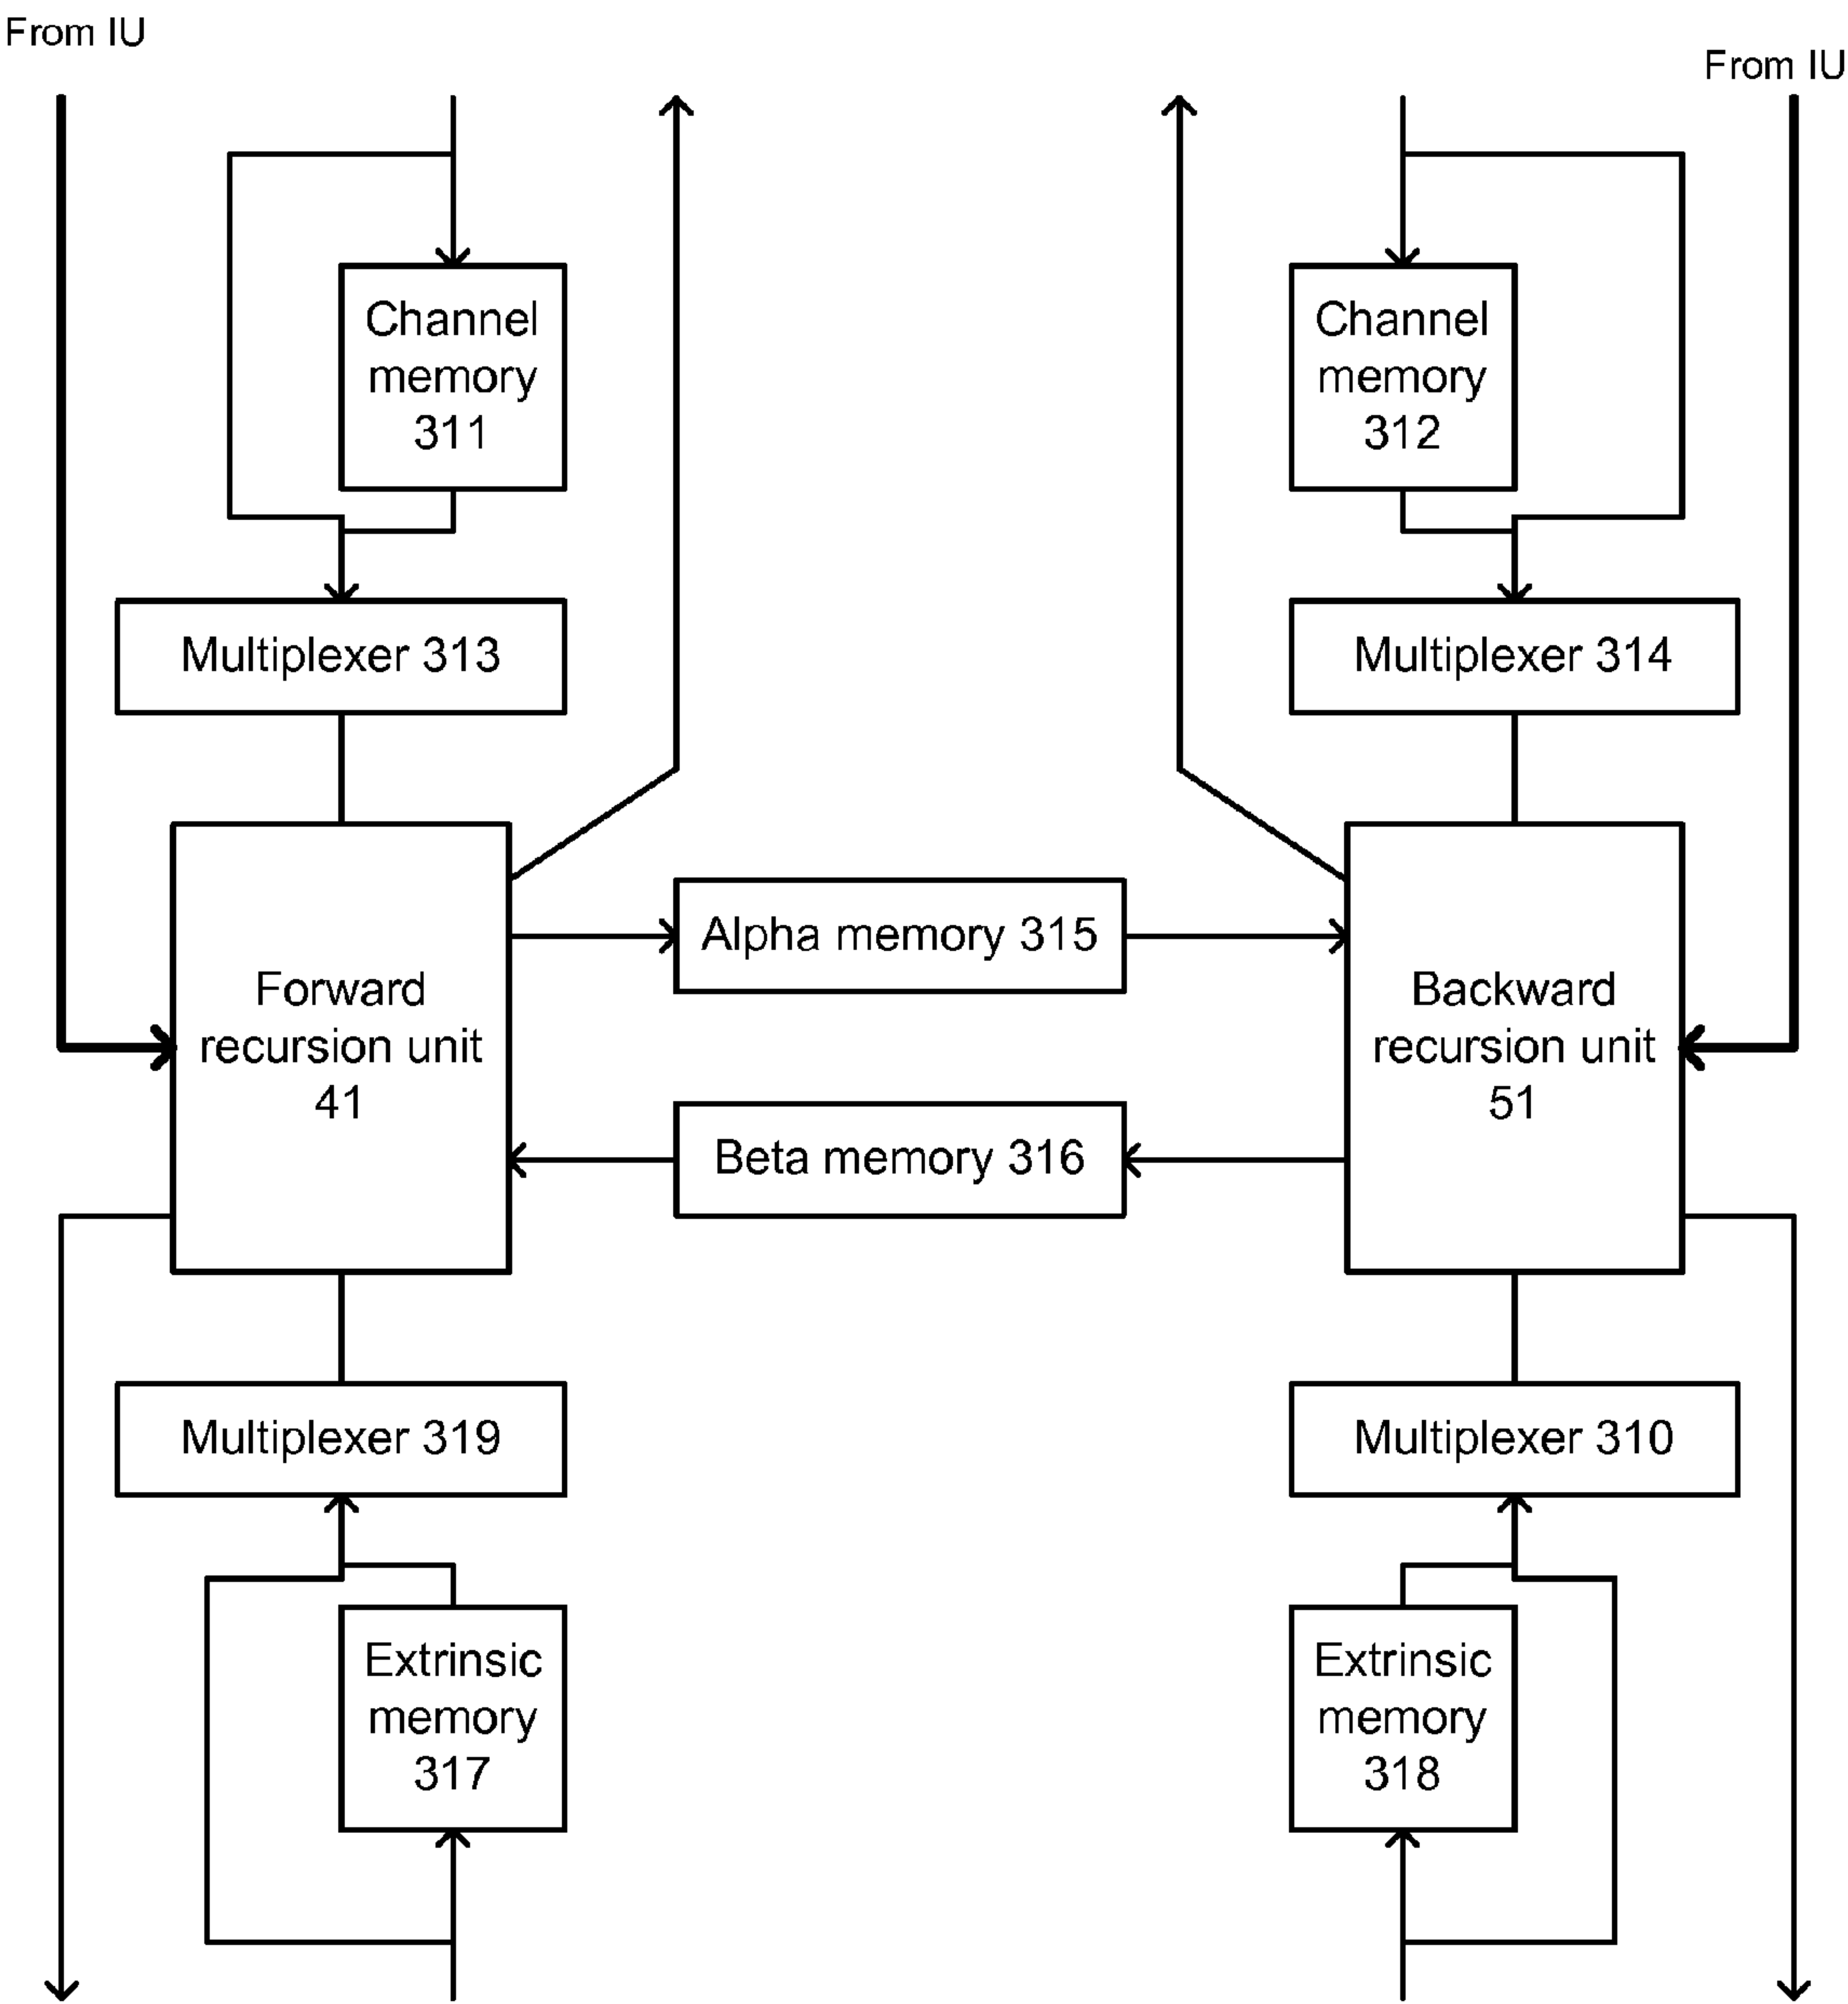 From IU
From IU
Channel
memory
311
Channel
memory
312
Multiplexer 313
Multiplexer 314
Alpha memory 315
Forward
recursion unit
41
Backward
recursion unit
51
Beta memory 316
Multiplexer 319
Multiplexer 310
Extrinsic
memory
317
Extrinsic
memory
318